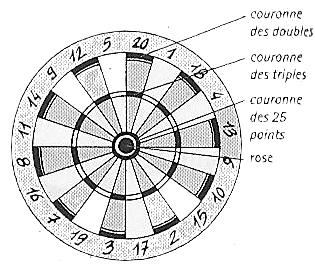 couronne
des doubles
couronne
des triples
couronne
des 25
points
rose
20
1
18
4
13
6
10
15
2
17
3
19
7
16
8
11
14
9
12
5